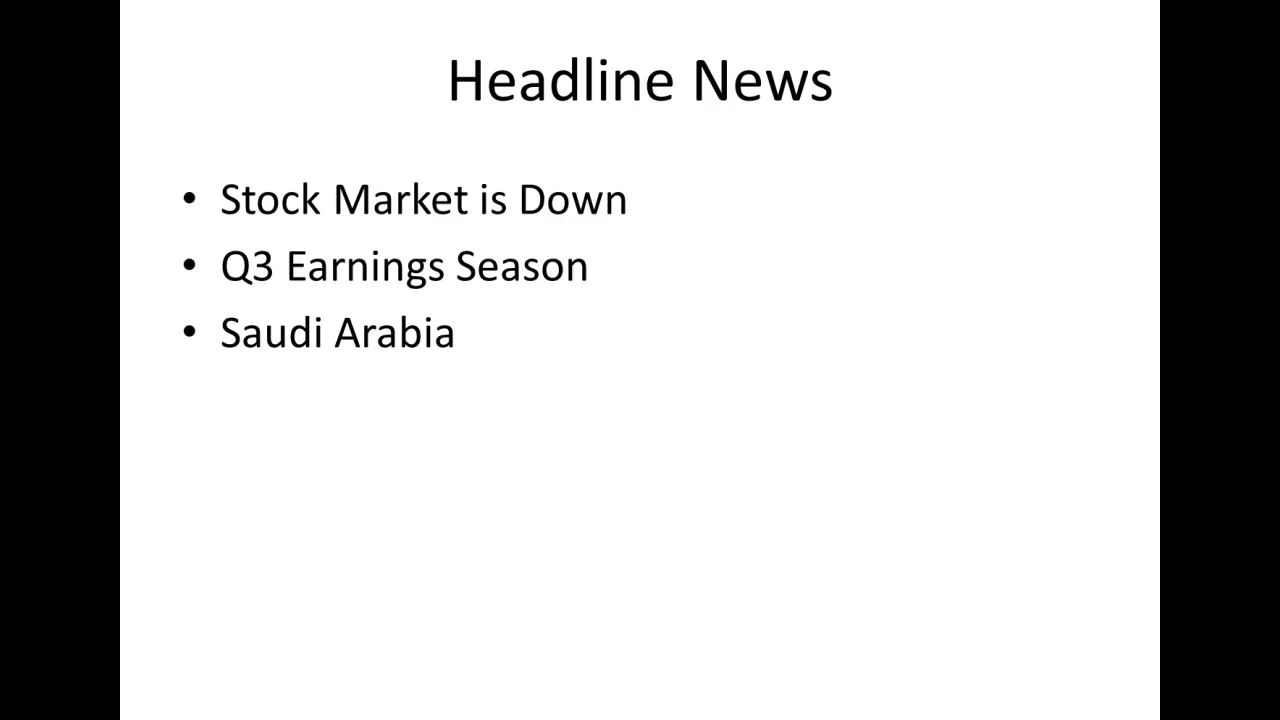 Headline News
• Stock Market is Down
• Q3 Earnings Season
• Saudi Arabia